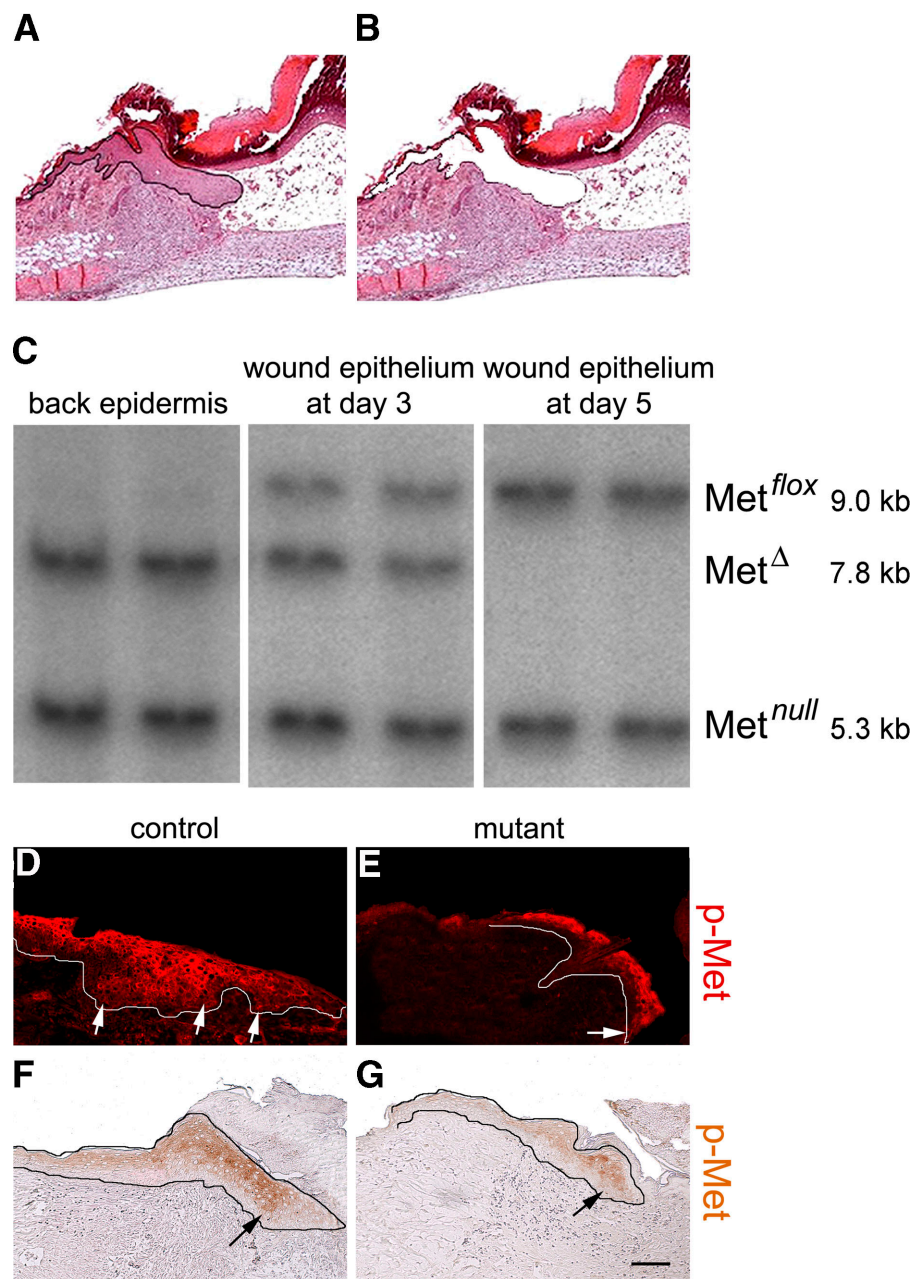 A B
C
back epidermis
wound epithelium
at day 3
wound epithelium
at day 5
Met^flox 9.0 kb
Met^Δ 7.8 kb
Met^null 5.3 kb
control mutant
D E
p-Met
F G
p-Met